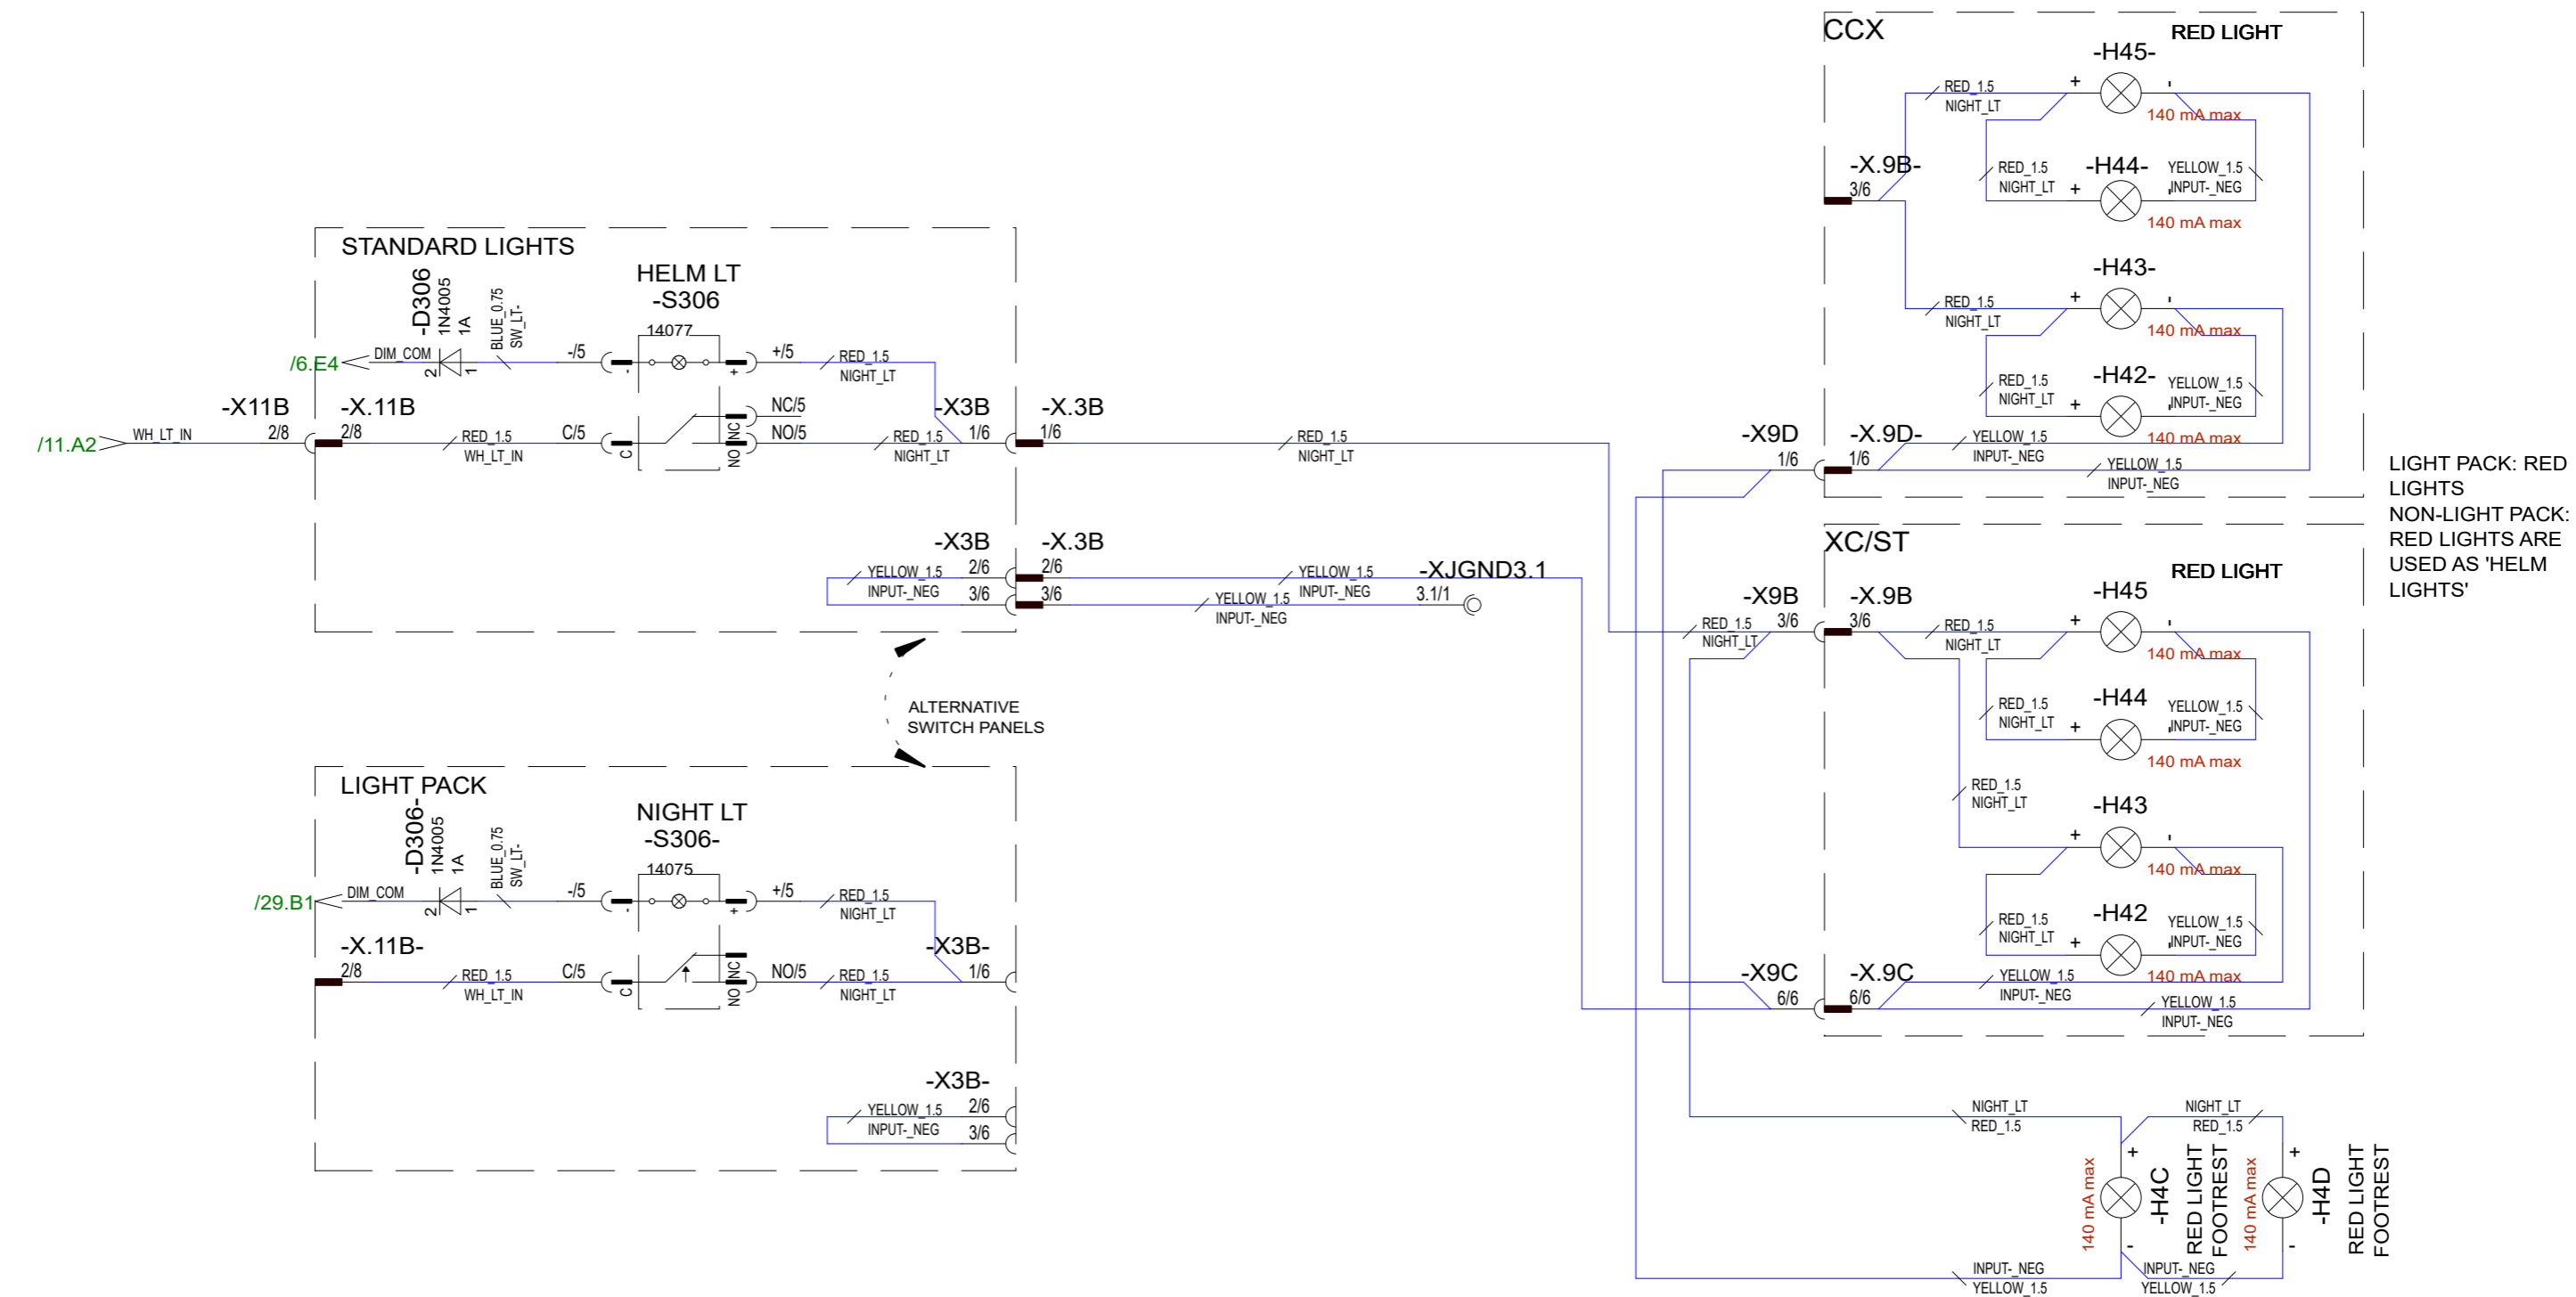 CCX
RED LIGHT
-H45-
+
-
RED_1.5
NIGHT_LT
140 mA max
-X.9B-
3/6
RED_1.5
NIGHT_LT
-H44-
+
-
YELLOW_1.5
INPUT-_NEG
140 mA max
-H43-
+
-
RED_1.5
NIGHT_LT
140 mA max
RED_1.5
NIGHT_LT
-H42-
+
-
YELLOW_1.5
INPUT-_NEG
140 mA max
-X9D
1/6
-X.9D-
1/6
YELLOW_1.5
INPUT-_NEG
YELLOW_1.5
INPUT-_NEG
LIGHT PACK: RED
LIGHTS
NON-LIGHT PACK:
RED LIGHTS ARE
USED AS 'HELM
LIGHTS'
STANDARD LIGHTS
-D306
1N4005
1A
BLUE_0.75
SW_LT-
HELM LT
-S306
14077
/6.E4
DIM_COM
2
1
-/5
-
+
+/5
RED_1.5
NIGHT_LT
-X11B
2/8
-X.11B
2/8
/11.A2
WH_LT_IN
RED_1.5
WH_LT_IN
C/5
C
NC
NO
NC/5
NO/5
RED_1.5
NIGHT_LT
-X3B
1/6
-X.3B
1/6
RED_1.5
NIGHT_LT
-X3B
2/6
3/6
-X.3B
2/6
3/6
YELLOW_1.5
INPUT-_NEG
YELLOW_1.5
INPUT-_NEG
YELLOW_1.5
INPUT-_NEG
-XJGND3.1
3.1/1
ALTERNATIVE
SWITCH PANELS
XC/ST
RED LIGHT
-X9B
3/6
-X.9B
3/6
RED_1.5
NIGHT_LT
RED_1.5
NIGHT_LT
-H45
+
-
140 mA max
RED_1.5
NIGHT_LT
-H44
+
-
YELLOW_1.5
INPUT-_NEG
140 mA max
RED_1.5
NIGHT_LT
-H43
+
-
140 mA max
RED_1.5
NIGHT_LT
-H42
+
-
YELLOW_1.5
INPUT-_NEG
140 mA max
-X9C
6/6
-X.9C
6/6
YELLOW_1.5
INPUT-_NEG
YELLOW_1.5
INPUT-_NEG
LIGHT PACK
-D306-
1N4005
1A
BLUE_0.75
SW_LT-
NIGHT LT
-S306-
14075
/29.B1
DIM_COM
2
1
-/5
-
+
+/5
RED_1.5
NIGHT_LT
-X.11B-
2/8
RED_1.5
WH_LT_IN
C/5
C
NC
NO
NO/5
RED_1.5
NIGHT_LT
-X3B-
1/6
-X3B-
2/6
3/6
YELLOW_1.5
INPUT-_NEG
NIGHT_LT
RED_1.5
NIGHT_LT
RED_1.5
140 mA max
+
-
-H4C
RED LIGHT
FOOTREST
140 mA max
+
-
-H4D
RED LIGHT
FOOTREST
INPUT-_NEG
YELLOW_1.5
INPUT-_NEG
YELLOW_1.5